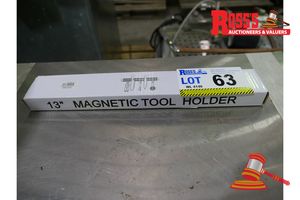 ROSS'S
AUCTIONEERS & VALUERS
LOT
63
13" MAGNETIC TOOL HOLDER